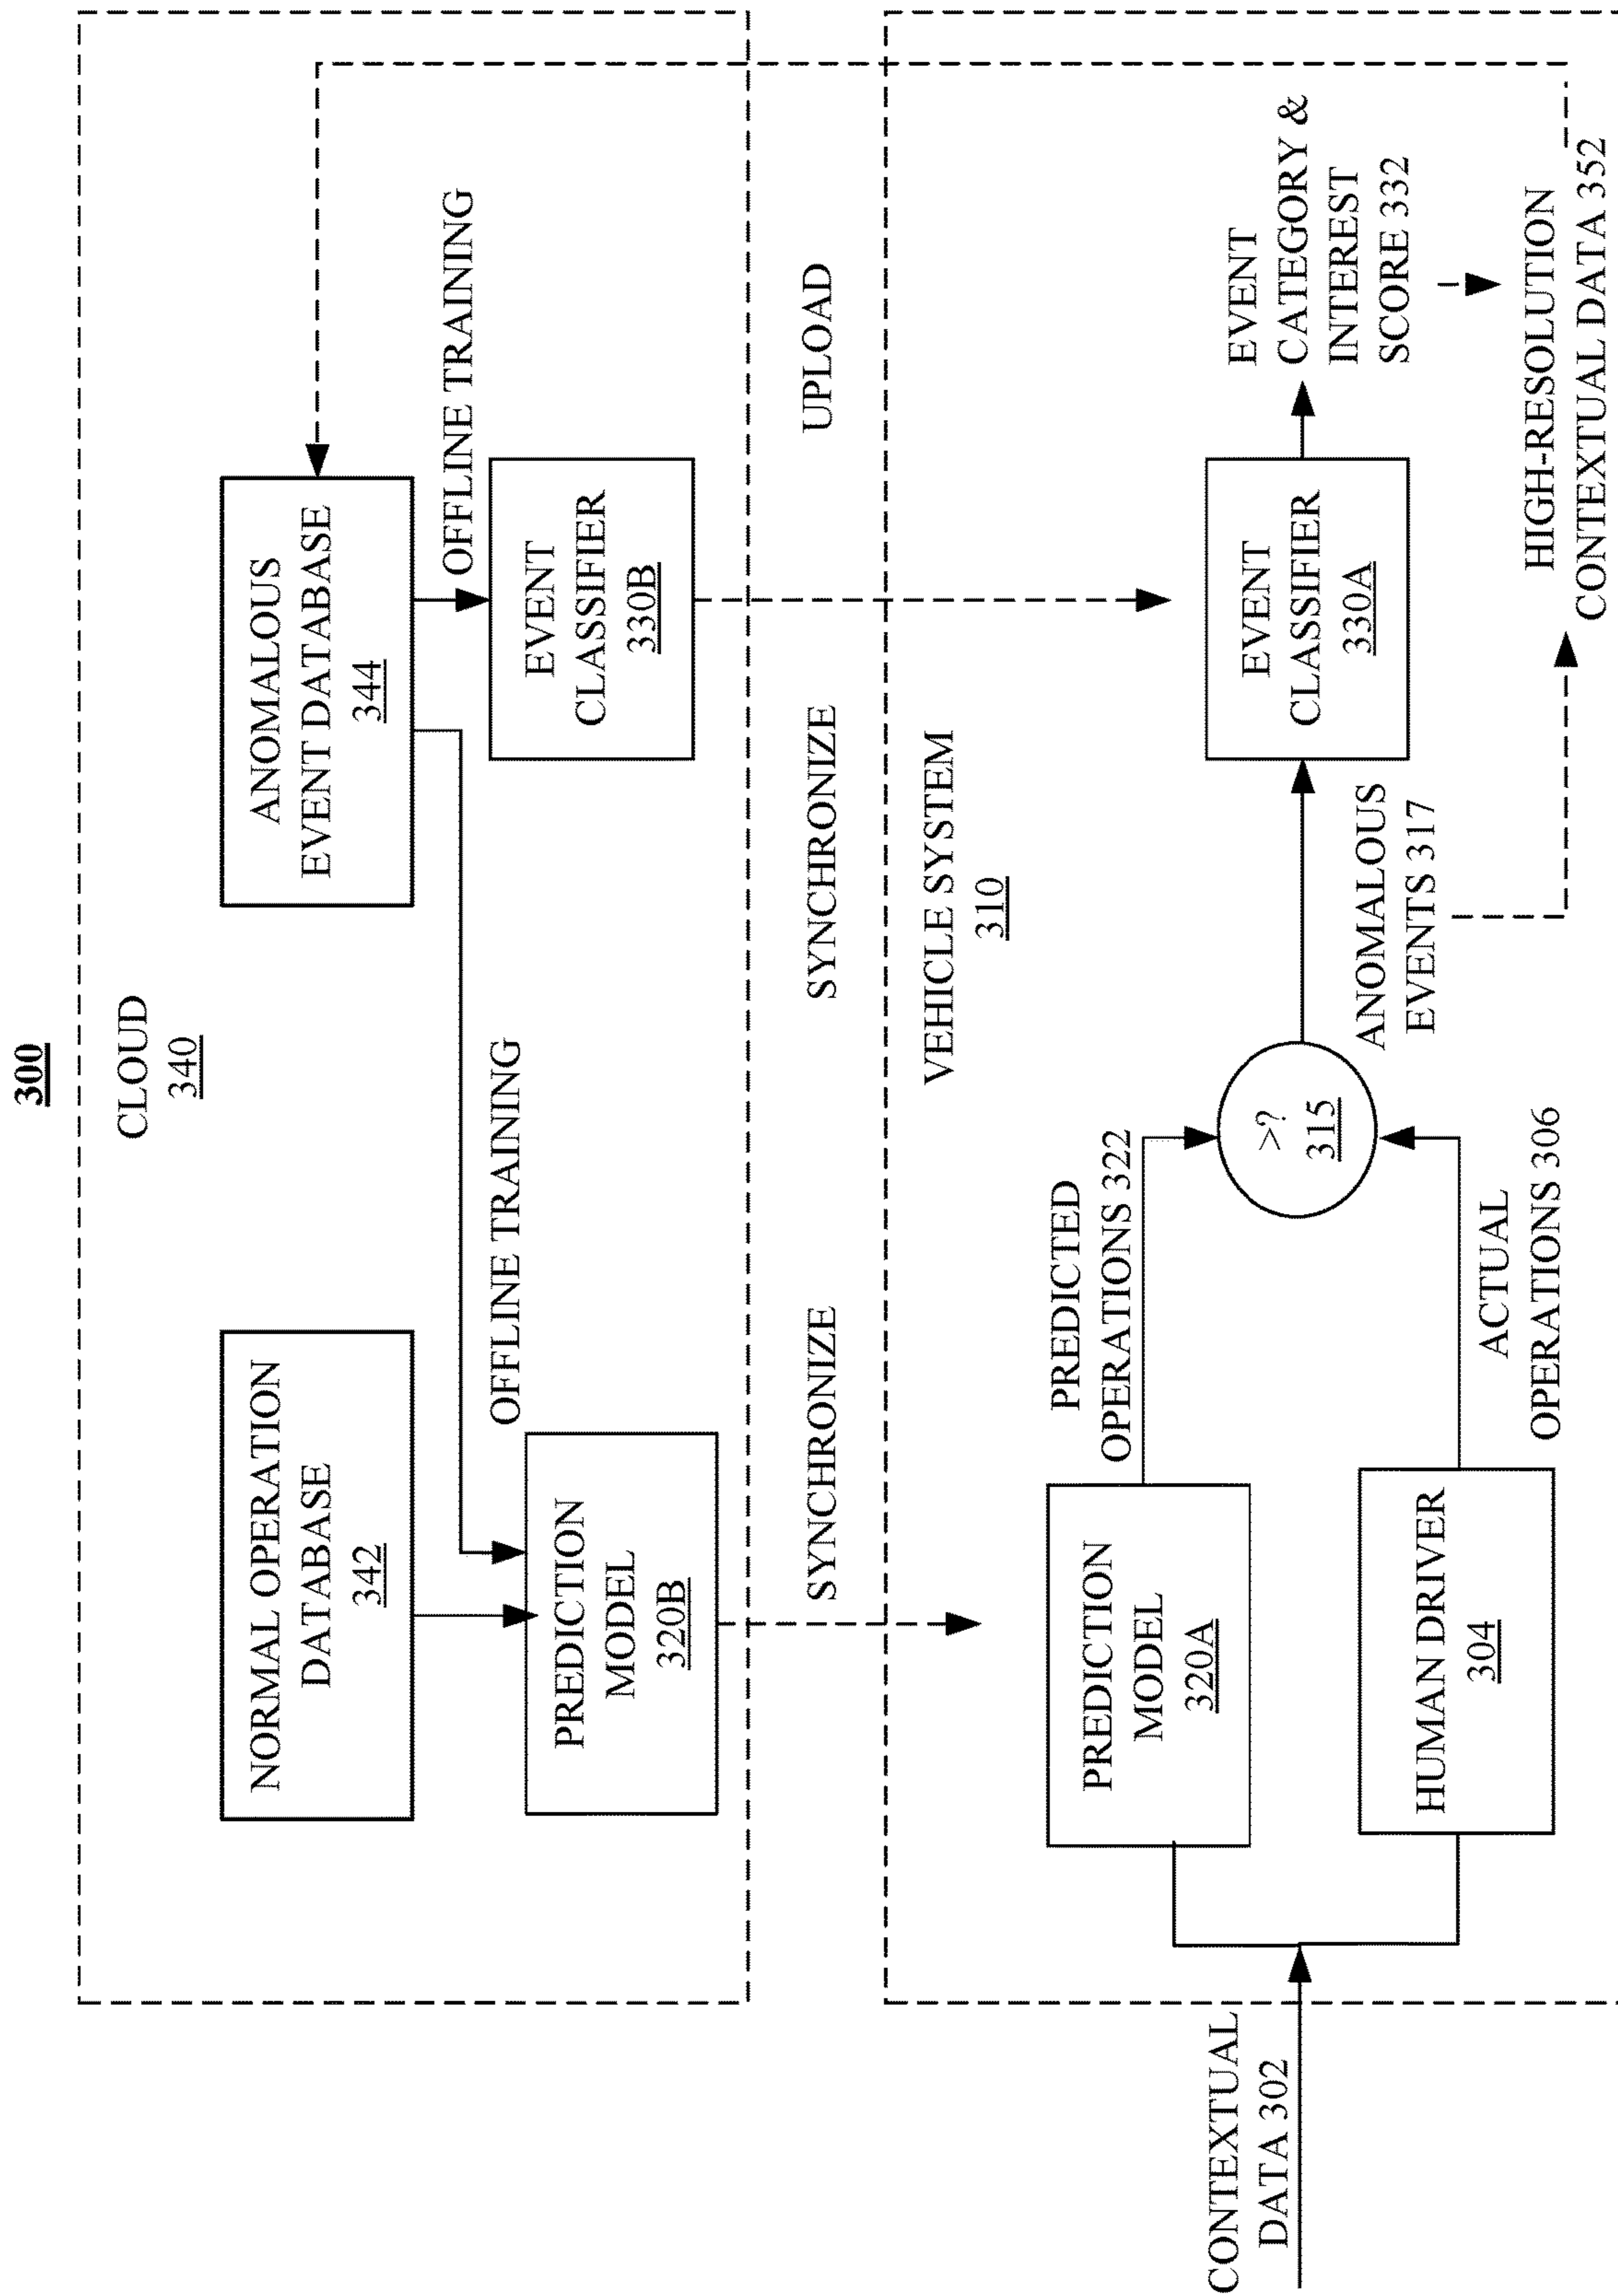 300
CLOUD
340
NORMAL OPERATION
DATABASE
342
ANOMALOUS
EVENT DATABASE
344
OFFLINE TRAINING
OFFLINE TRAINING
PREDICTION
MODEL
320B
EVENT
CLASSIFIER
330B
SYNCHRONIZE
SYNCHRONIZE
UPLOAD
VEHICLE SYSTEM
310
CONTEXTUAL
DATA 302
PREDICTION
MODEL
320A
HUMAN DRIVER
304
PREDICTED
OPERATIONS 322
ACTUAL
OPERATIONS 306
>?
315
ANOMALOUS
EVENTS 317
EVENT
CLASSIFIER
330A
EVENT
CATEGORY &
INTEREST
SCORE 332
HIGH-RESOLUTION
CONTEXTUAL DATA 352